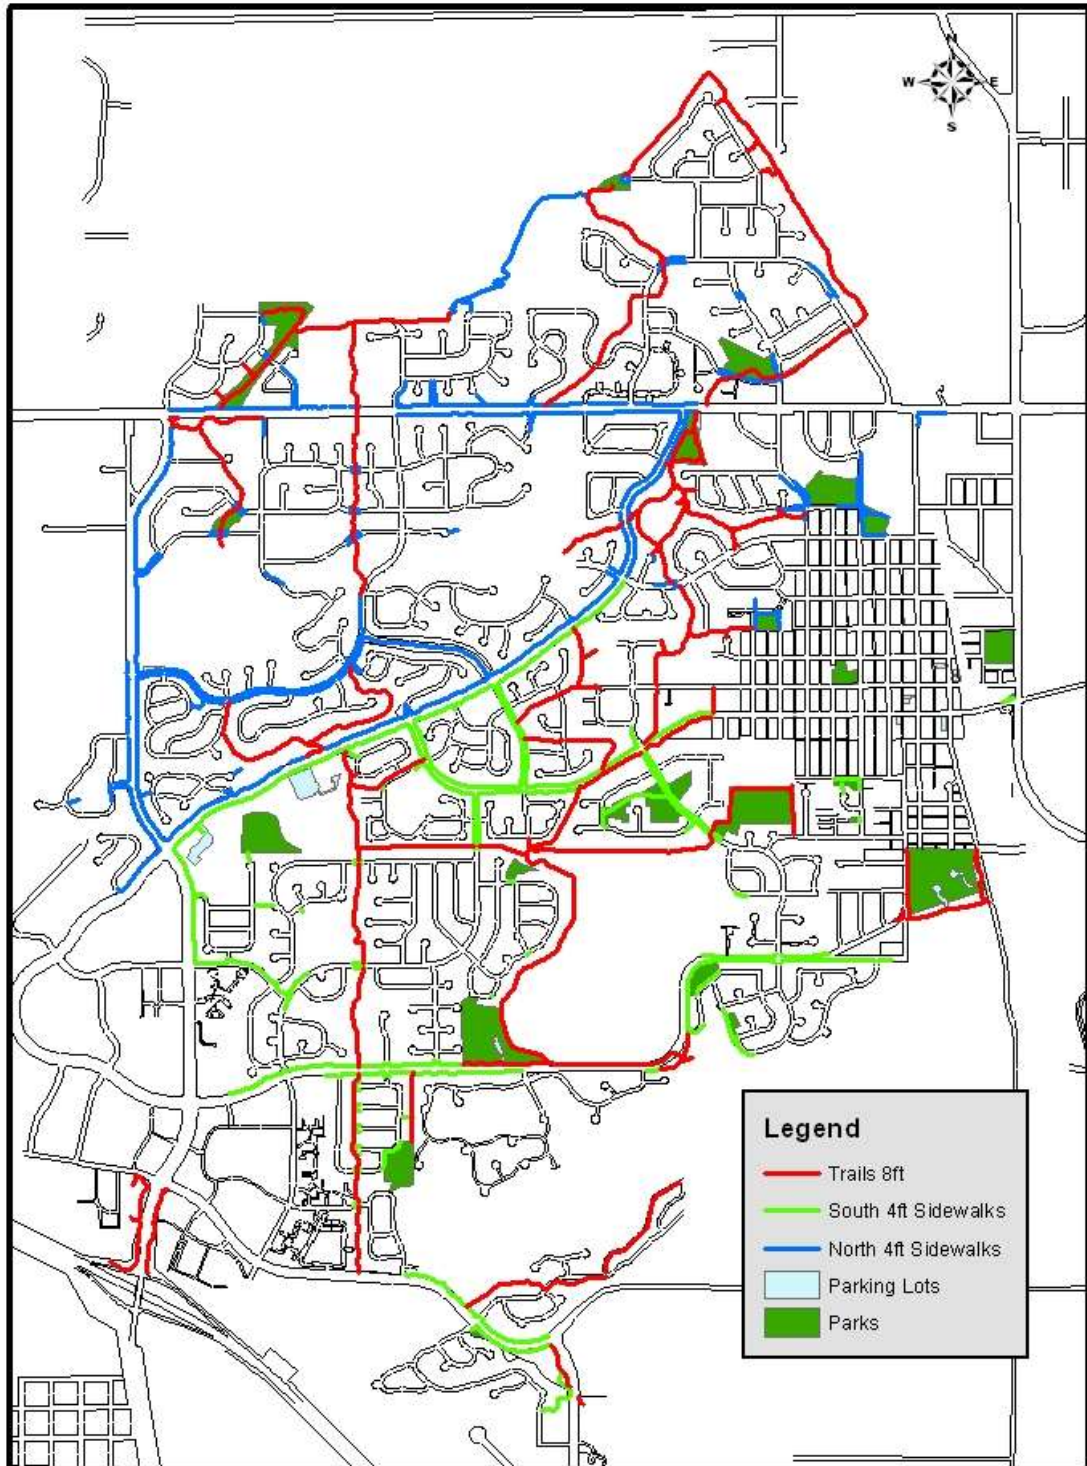 N
W E
S
Legend
Trails 8ft
South 4ft Sidewalks
North 4ft Sidewalks
Parking Lots
Parks